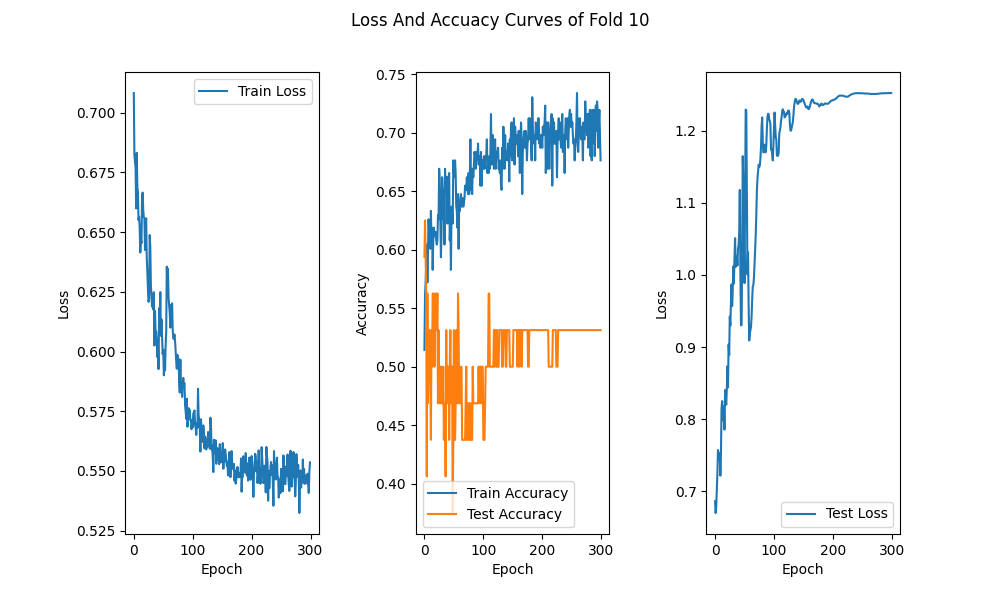 Loss And Accuacy Curves of Fold 10
Loss
0.700
0.675
0.650
0.625
0.600
0.575
0.550
0.525
Train Loss
0 100 200 300
Epoch
Accuracy
0.75
0.70
0.65
0.60
0.55
0.50
0.45
0.40
Train Accuracy
Test Accuracy
0 100 200 300
Epoch
Loss
1.2
1.1
1.0
0.9
0.8
0.7
Test Loss
0 100 200 300
Epoch